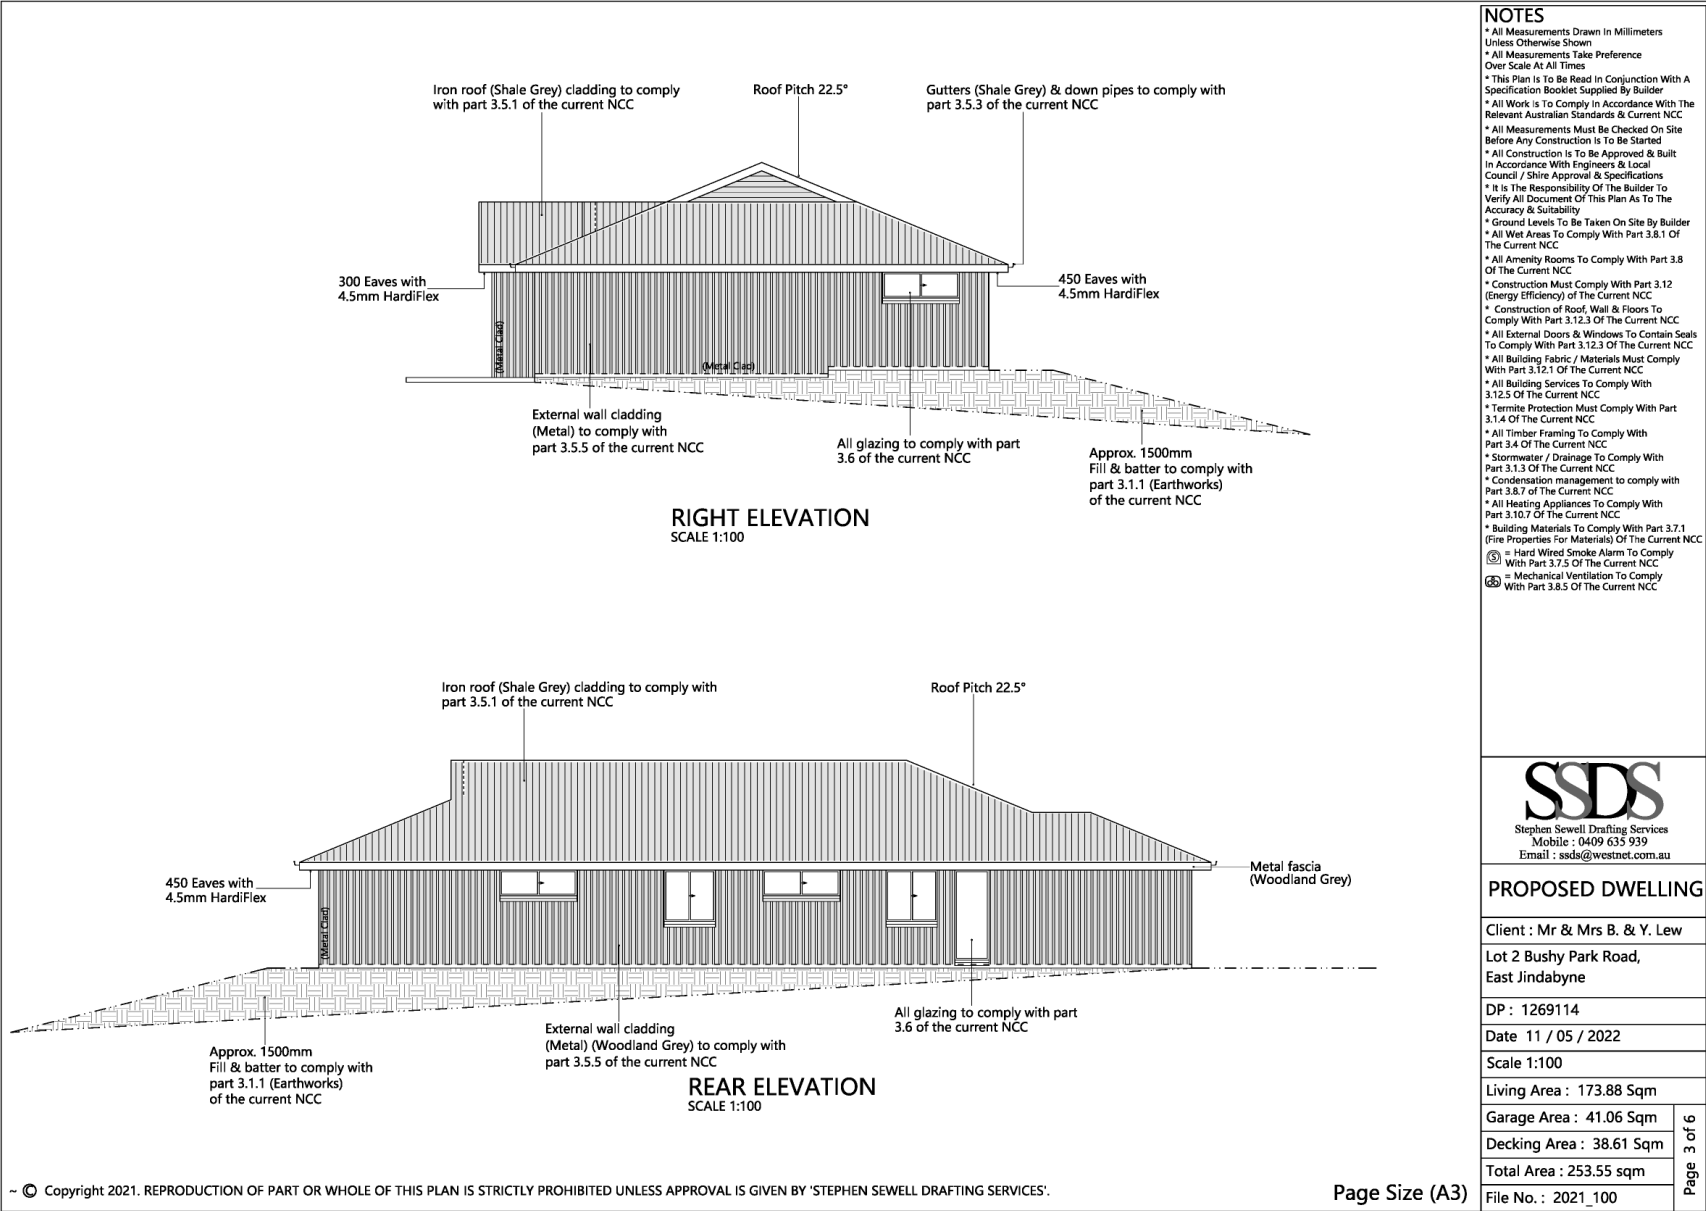 Iron roof (Shale Grey) cladding to comply
with part 3.5.1 of the current NCC
Roof Pitch 22.5°
Gutters (Shale Grey) & down pipes to comply with
part 3.5.3 of the current NCC
300 Eaves with
4.5mm HardiFlex
450 Eaves with
4.5mm HardiFlex
(Metal Clad)
(Metal Clad)
External wall cladding
(Metal) to comply with
part 3.5.5 of the current NCC
All glazing to comply with part
3.6 of the current NCC
Approx. 1500mm
Fill & batter to comply with
part 3.1.1 (Earthworks)
of the current NCC
RIGHT ELEVATION
SCALE 1:100
Iron roof (Shale Grey) cladding to comply with
part 3.5.1 of the current NCC
Roof Pitch 22.5°
450 Eaves with
4.5mm HardiFlex
Metal fascia
(Woodland Grey)
(Metal Clad)
Approx. 1500mm
Fill & batter to comply with
part 3.1.1 (Earthworks)
of the current NCC
External wall cladding
(Metal) (Woodland Grey) to comply with
part 3.5.5 of the current NCC
All glazing to comply with part
3.6 of the current NCC
REAR ELEVATION
SCALE 1:100
~ © Copyright 2021. REPRODUCTION OF PART OR WHOLE OF THIS PLAN IS STRICTLY PROHIBITED UNLESS APPROVAL IS GIVEN BY 'STEPHEN SEWELL DRAFTING SERVICES'.
Page Size (A3)
NOTES
* All Measurements Drawn In Millimeters
Unless Otherwise Shown
* All Measurements Take Preference
Over Scale At All Times
* This Plan Is To Be Read In Conjunction With A
Specification Booklet Supplied By Builder
* All Work Is To Comply In Accordance With The
Relevant Australian Standards & Current NCC
* All Measurements Must Be Checked On Site
Before Any Construction Is To Be Started
* All Construction Is To Be Approved & Built
In Accordance With Engineers & Local
Council / Shire Approval & Specifications
* It Is The Responsibility Of The Builder To
Verify All Document Of This Plan As To The
Accuracy & Suitability
* Ground Levels To Be Taken On Site By Builder
* All Wet Areas To Comply With Part 3.8.1 Of
The Current NCC
* All Amenity Rooms To Comply With Part 3.8
Of The Current NCC
* Construction Must Comply With Part 3.12
(Energy Efficiency) of The Current NCC
* Construction of Roof, Wall & Floors To
Comply With Part 3.12.3 Of The Current NCC
* All External Doors & Windows To Contain Seals
To Comply With Part 3.12.3 Of The Current NCC
* All Building Fabric / Materials Must Comply
With Part 3.12.1 Of The Current NCC
* All Building Services To Comply With
3.12.5 Of The Current NCC
* Termite Protection Must Comply With Part
3.1.4 Of The Current NCC
* All Timber Framing To Comply With
Part 3.4 Of The Current NCC
* Stormwater / Drainage To Comply With
Part 3.1.3 Of The Current NCC
* Condensation management to comply with
Part 3.8.7 of The Current NCC
* All Heating Appliances To Comply With
Part 3.10.7 Of The Current NCC
* Building Materials To Comply With Part 3.7.1
(Fire Properties For Materials) Of The Current NCC
S = Hard Wired Smoke Alarm To Comply
With Part 3.7.5 Of The Current NCC
= Mechanical Ventilation To Comply
With Part 3.8.5 Of The Current NCC
SSDS
Stephen Sewell Drafting Services
Mobile : 0409 635 939
Email : ssds@westnet.com.au
PROPOSED DWELLING
Client : Mr & Mrs B. & Y. Lew
Lot 2 Bushy Park Road,
East Jindabyne
DP : 1269114
Date 11 / 05 / 2022
Scale 1:100
Living Area : 173.88 Sqm
Garage Area : 41.06 Sqm
Decking Area : 38.61 Sqm
Total Area : 253.55 sqm
File No. : 2021_100
Page 3 of 6